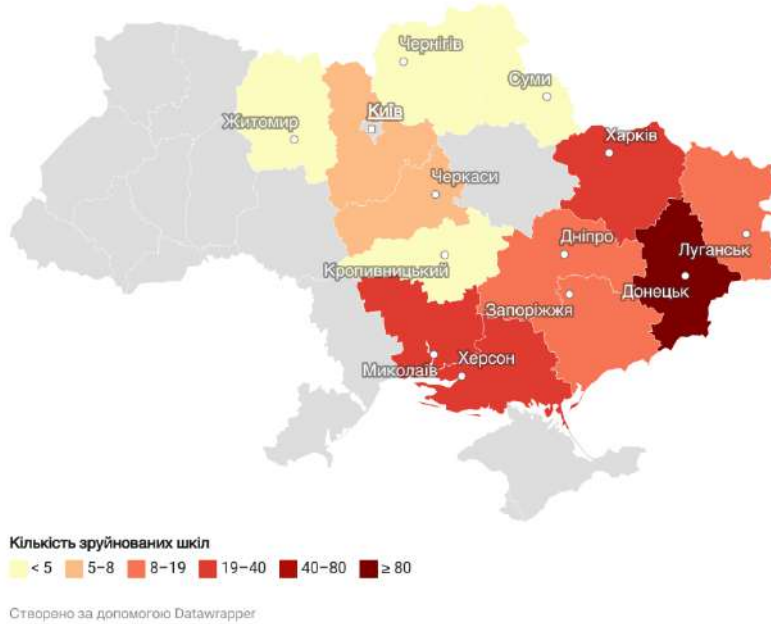 Чернігів
Суми
Житомир
Київ
Харків
Черкаси
Дніпро
Луганськ
Кропивницький
Донецьк
Запоріжжя
Миколаїв
Херсон
Кількість зруйнованих шкіл
< 5 5–8 8–19 19–40 40–80 ≥ 80
Створено за допомогою Datawrapper